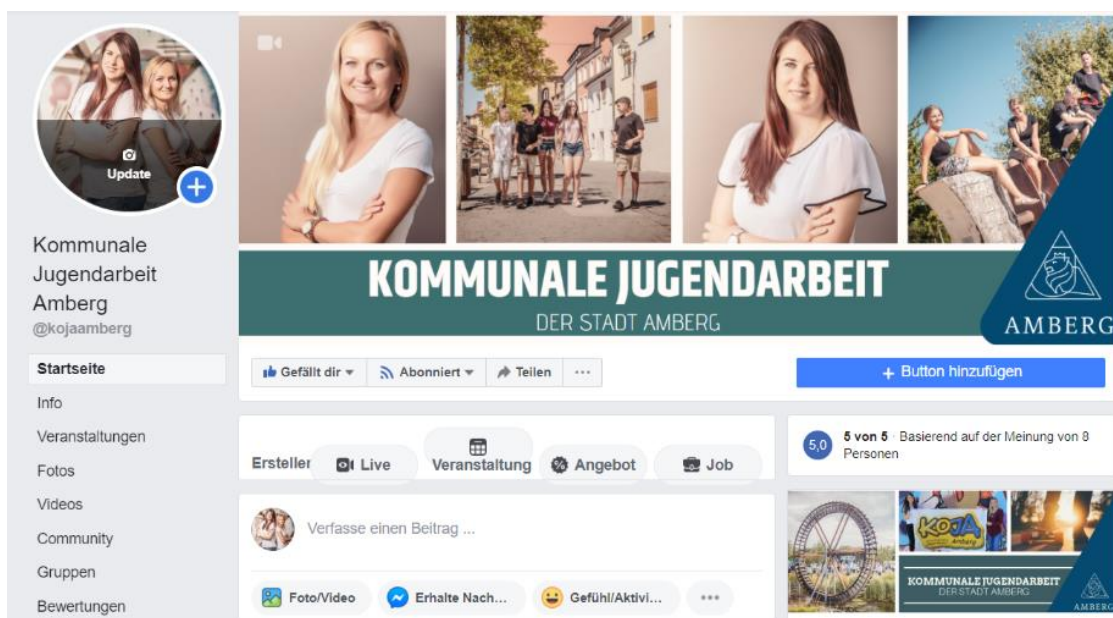 Update
Kommunale
Jugendarbeit
Amberg
@kojaamberg
Startseite
Info
Veranstaltungen
Fotos
Videos
Community
Gruppen
Bewertungen
KOMMUNALE JUGENDARBEIT
DER STADT AMBERG
AMBERG
Gefällt dir
Abonniert
Teilen
...
+ Button hinzufügen
Ersteller
Live
Veranstaltung
Angebot
Job
5,0
5 von 5 · Basierend auf der Meinung von 8
Personen
Verfasse einen Beitrag ...
Foto/Video
Erhalte Nach...
Gefühl/Aktivi...
...
KOJA
Amberg
KOMMUNALE JUGENDARBEIT
DER STADT AMBERG
AMBERG